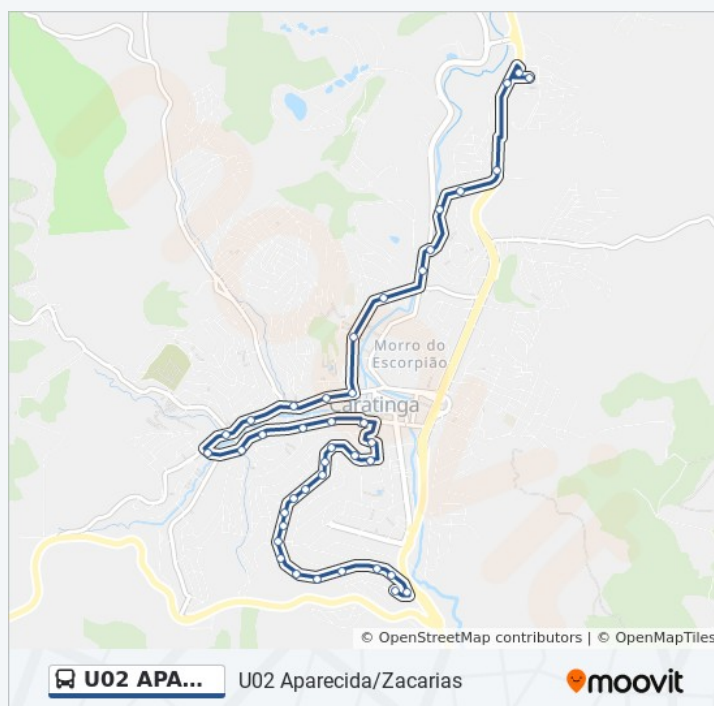 Morro do
Escorpião
Caratinga
© OpenStreetMap contributors | © OpenMapTiles
U02 APA... U02 Aparecida/Zacarias
moovit